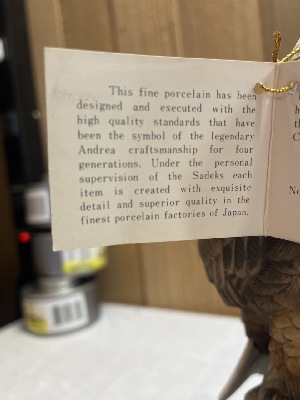 This fine porcelain has been
designed and executed with the
high quality standards that have
been the symbol of the legendary
Andrea craftsmanship for four
generations. Under the personal
supervision of the Sadeks each
item is created with exquisite
detail and superior quality in the
finest porcelain factories of Japan.